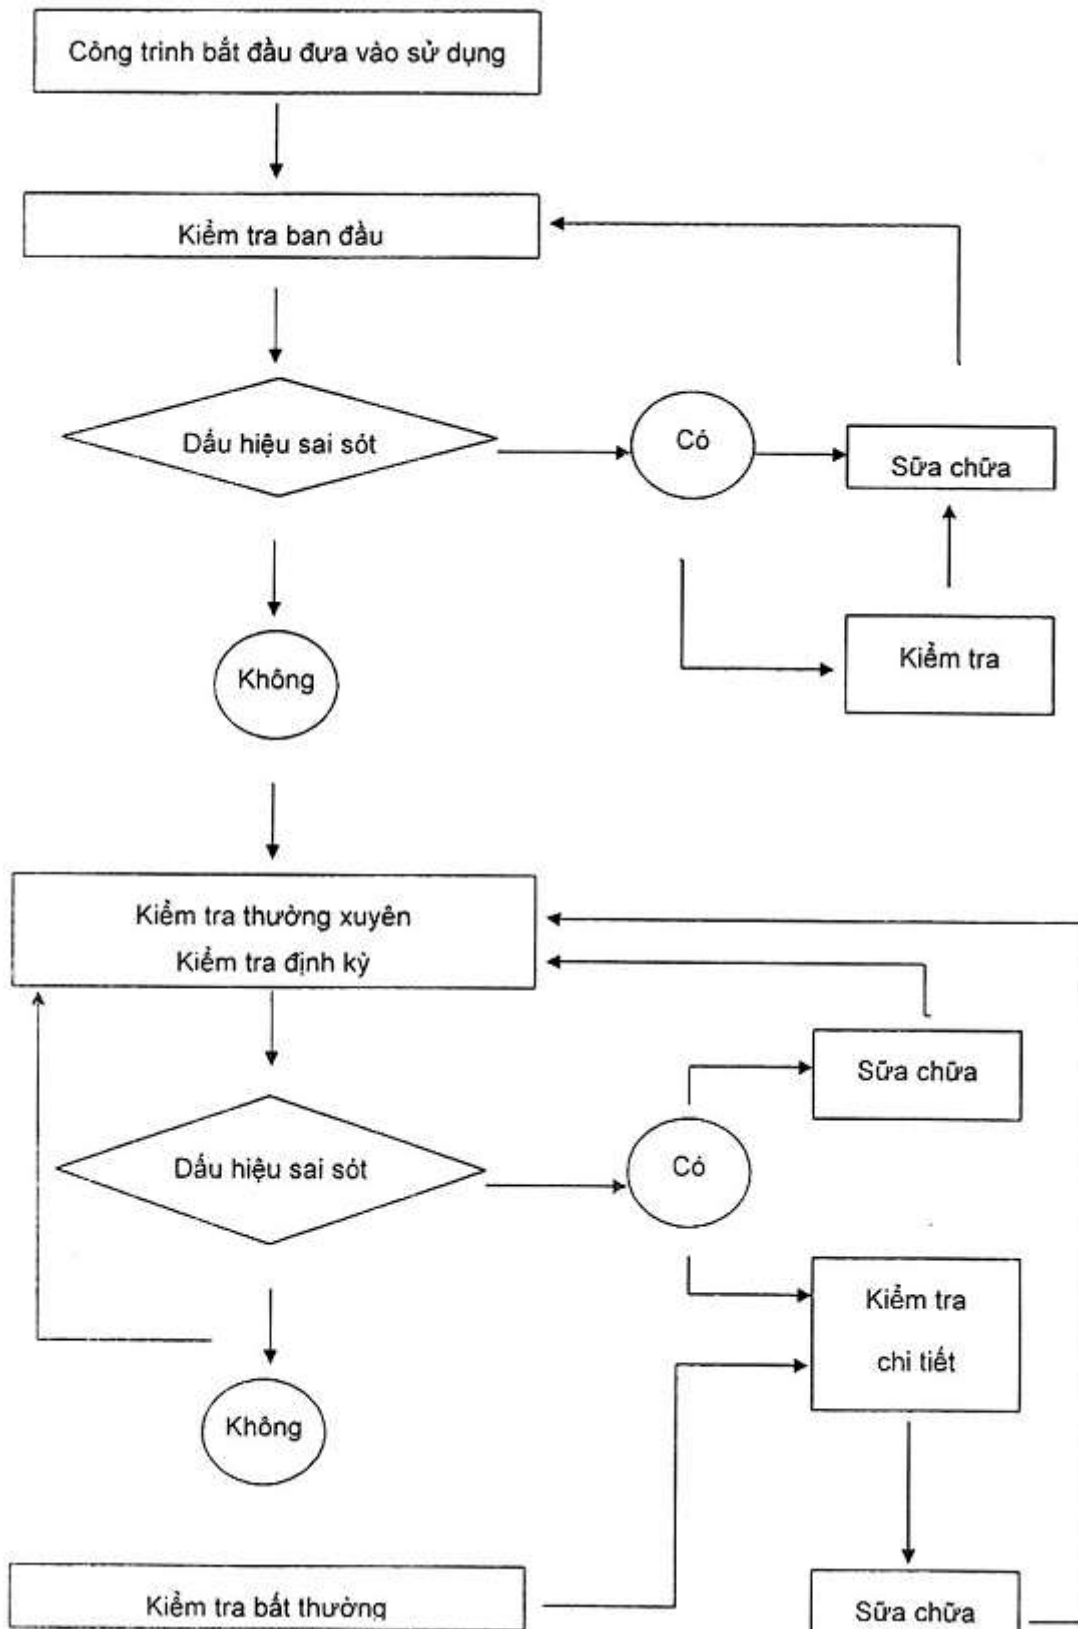 Công trình bắt đầu đưa vào sử dụng
Kiểm tra ban đầu
Dấu hiệu sai sót
Có
Sữa chữa
Kiểm tra
Không
Kiểm tra thường xuyên
Kiểm tra định kỳ
Sữa chữa
Dấu hiệu sai sót
Có
Kiểm tra
chi tiết
Không
Kiểm tra bất thường
Sữa chữa